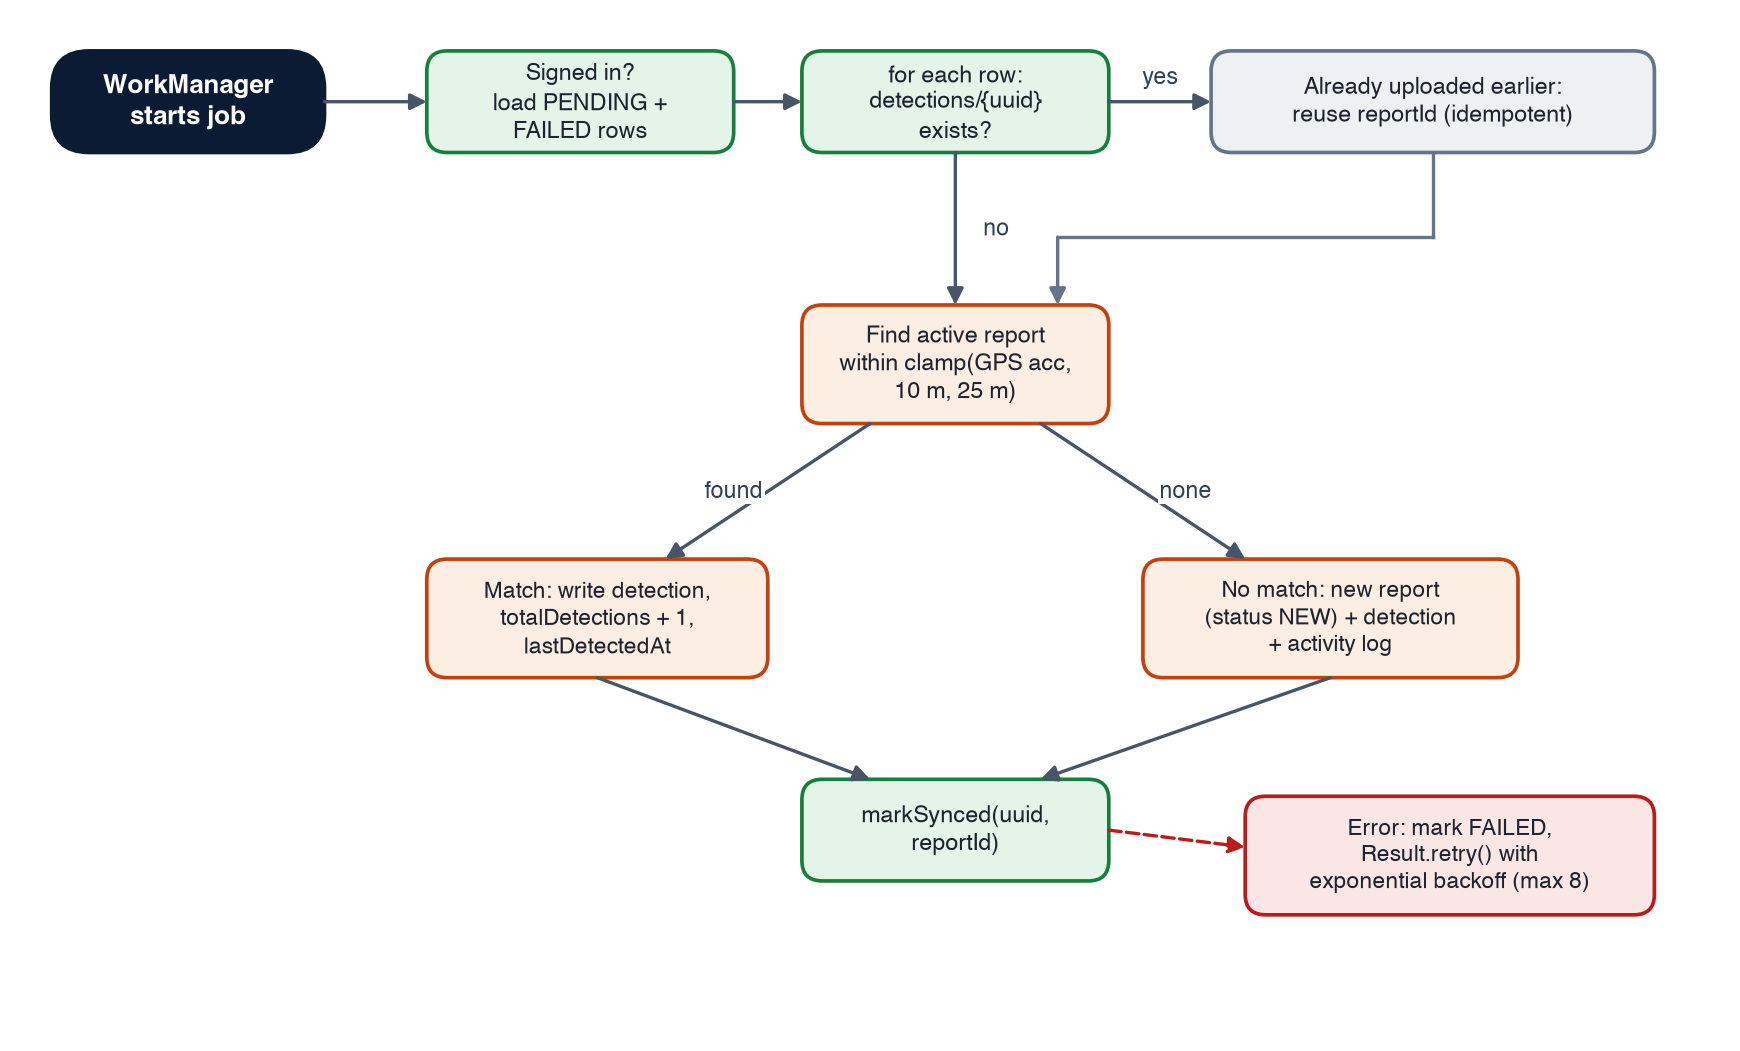 WorkManager
starts job
Signed in?
load PENDING +
FAILED rows
for each row:
detections/{uuid}
exists?
yes
Already uploaded earlier:
reuse reportId (idempotent)
no
Find active report
within clamp(GPS acc,
10 m, 25 m)
found
none
Match: write detection,
totalDetections + 1,
lastDetectedAt
No match: new report
(status NEW) + detection
+ activity log
markSynced(uuid,
reportId)
Error: mark FAILED,
Result.retry() with
exponential backoff (max 8)